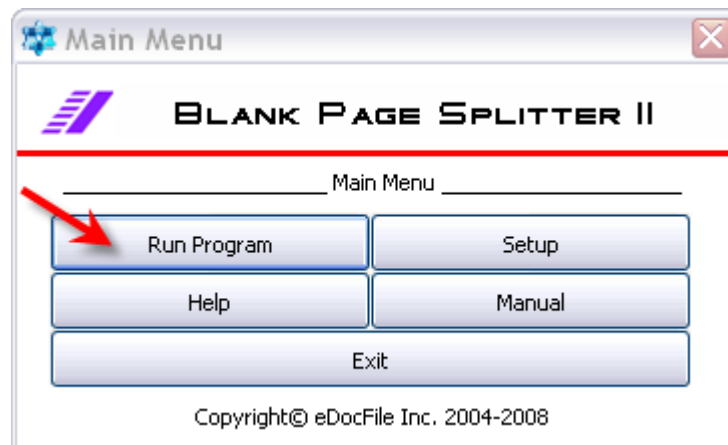 Main Menu
BLANK PAGE SPLITTER II
Main Menu
Run Program Setup
Help Manual
Exit
Copyright© eDocFile Inc. 2004-2008